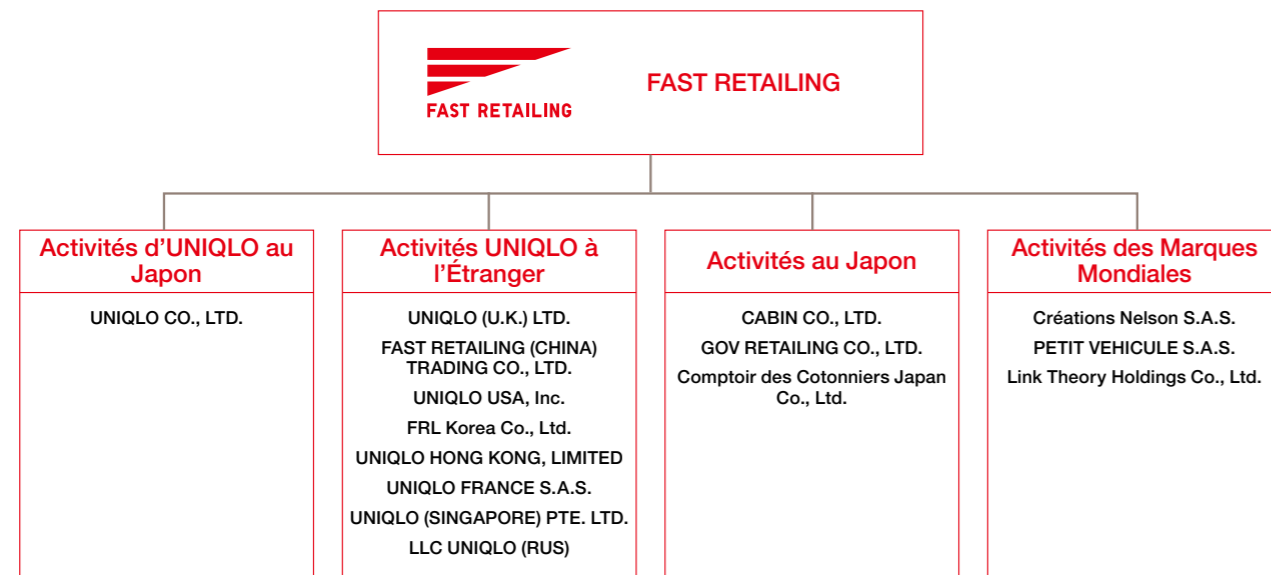 FAST RETAILING
FAST RETAILING
Activités d’UNIQLO au
Japon
UNIQLO CO., LTD.
Activités UNIQLO à
l’Étranger
UNIQLO (U.K.) LTD.
FAST RETAILING (CHINA)
TRADING CO., LTD.
UNIQLO USA, Inc.
FRL Korea Co., Ltd.
UNIQLO HONG KONG, LIMITED
UNIQLO FRANCE S.A.S.
UNIQLO (SINGAPORE) PTE. LTD.
LLC UNIQLO (RUS)
Activités au Japon
CABIN CO., LTD.
GOV RETAILING CO., LTD.
Comptoir des Cotonniers Japan
Co., Ltd.
Activités des Marques
Mondiales
Créations Nelson S.A.S.
PETIT VEHICULE S.A.S.
Link Theory Holdings Co., Ltd.